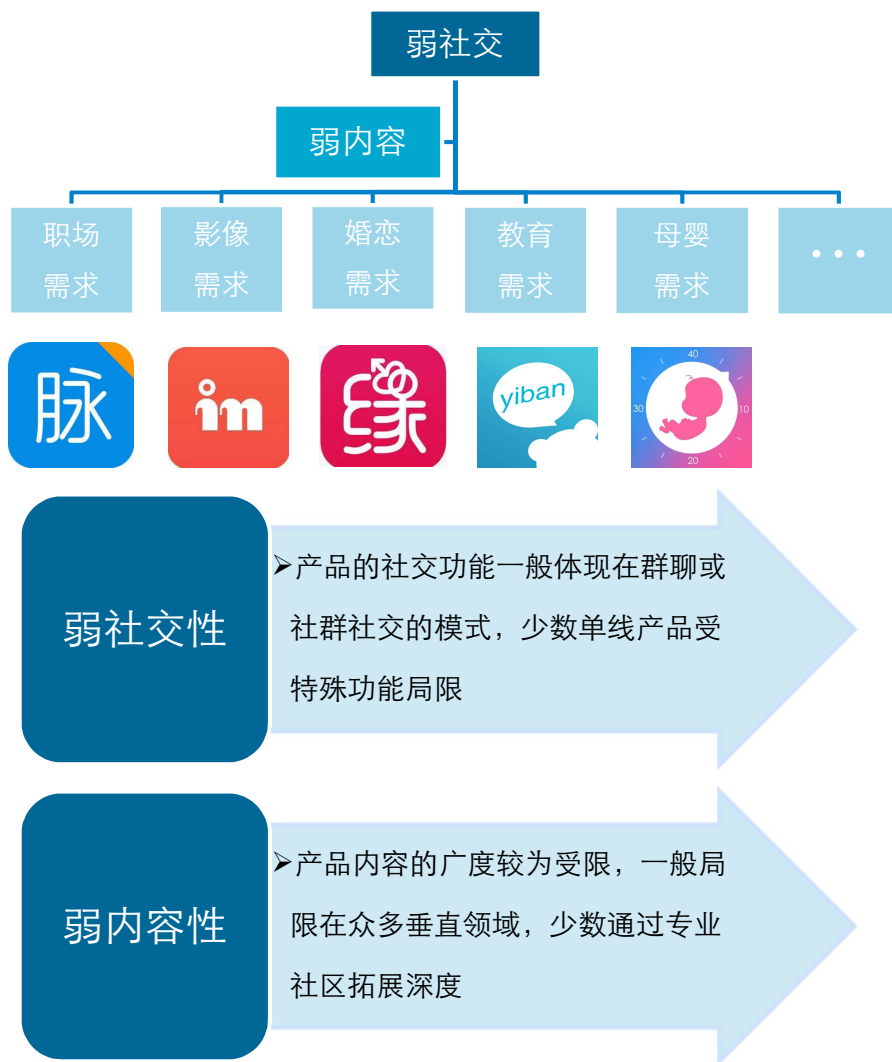 弱社交
弱内容
职场
需求
影像
需求
婚恋
需求
教育
需求
母婴
需求
...
脉
in
缘
yiban
40
30
10
20
弱社交性
➢产品的社交功能一般体现在群聊或
社群社交的模式，少数单线产品受
特殊功能局限
弱内容性
➢产品内容的广度较为受限，一般局
限在众多垂直领域，少数通过专业
社区拓展深度